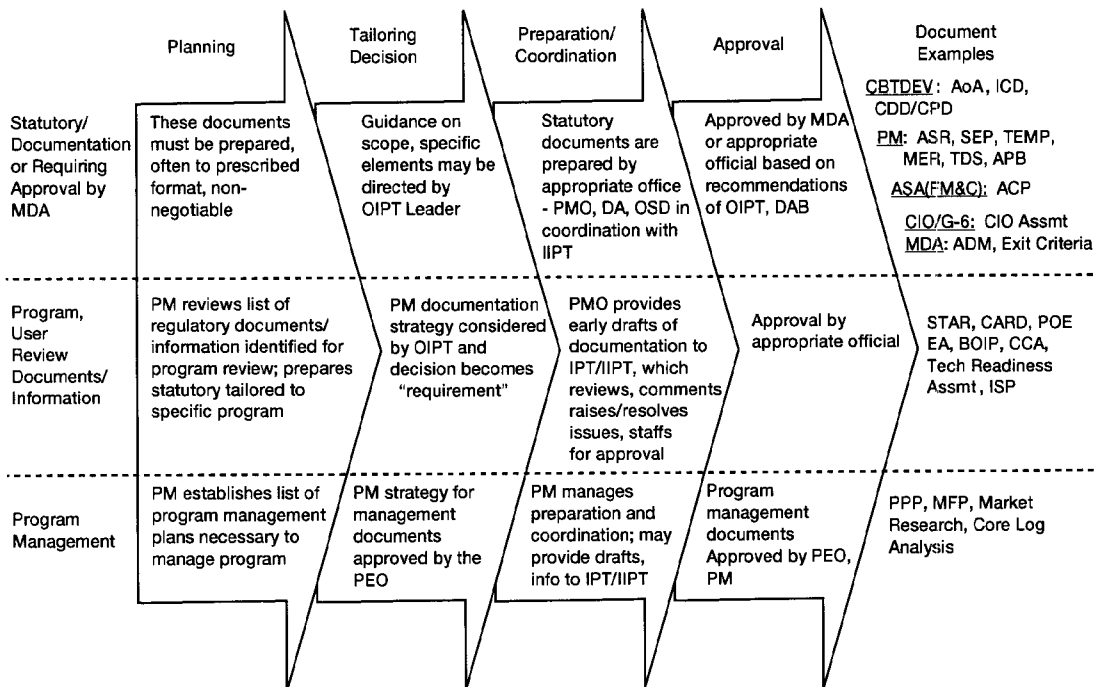 Planning
Tailoring
Decision
Preparation/
Coordination
Approval
Document
Examples
Statutory/
Documentation
or Requiring
Approval by
MDA
These documents
must be prepared,
often to prescribed
format, non-
negotiable
Guidance on
scope, specific
elements may be
directed by
OIPT Leader
Statutory
documents are
prepared by
appropriate office
- PMO, DA, OSD in
coordination with
IIPT
Approved by MDA
or appropriate
official based on
recommendations
of OIPT, DAB
CBTDEV: AoA, ICD,
CDD/CPD
PM: ASR, SEP, TEMP,
MER, TDS, APB
ASA(FM&C): ACP
CIO/G-6: CIO Assmt
MDA: ADM, Exit Criteria
Program,
User
Review
Documents/
Information
PM reviews list of
regulatory documents/
information identified for
program review; prepares
statutory tailored to
specific program
PM documentation
strategy considered
by OIPT and
decision becomes
“requirement”
PMO provides
early drafts of
documentation to
IPT/IIPT, which
reviews, comments
raises/resolves
issues, staffs
for approval
Approval by
appropriate official
STAR, CARD, POE
EA, BOIP, CCA,
Tech Readiness
Assmt, ISP
Program
Management
PM establishes list of
program management
plans necessary to
manage program
PM strategy for
management
documents
approved by the
PEO
PM manages
preparation and
coordination; may
provide drafts,
info to IPT/IIPT
Program
management
documents
Approved by PEO,
PM
PPP, MFP, Market
Research, Core Log
Analysis